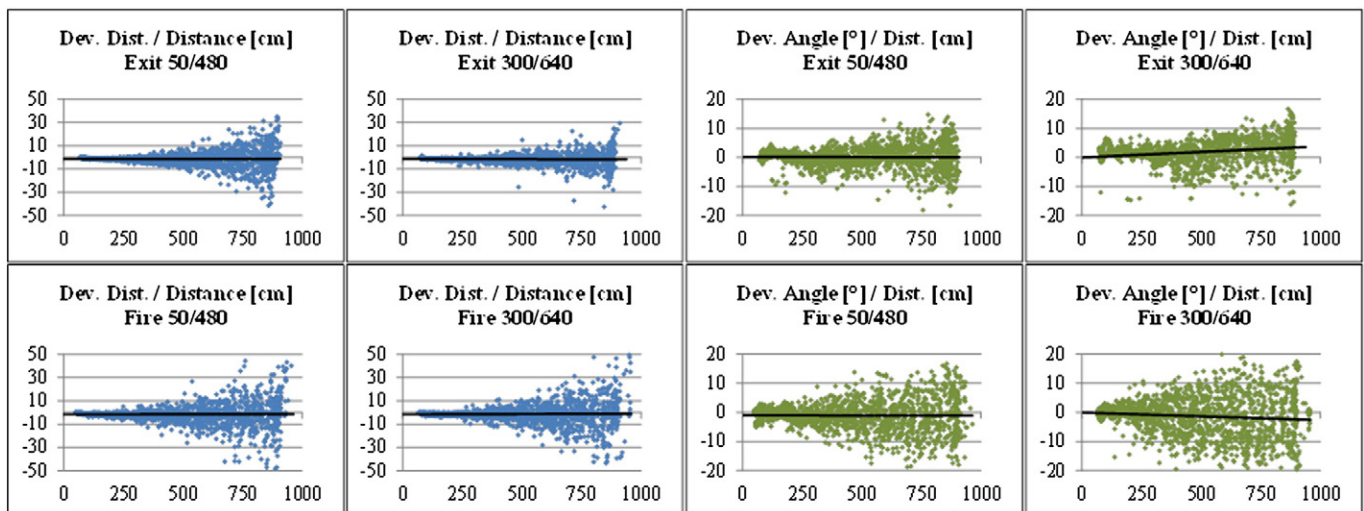 Dev. Dist. / Distance [cm]
Exit 50/480
50
30
10
-10
-30
-50
0 250 500 750 1000
Dev. Dist. / Distance [cm]
Exit 300/640
50
30
10
-10
-30
-50
0 250 500 750 1000
Dev. Angle [°] / Dist. [cm]
Exit 50/480
20
10
0
-10
-20
0 250 500 750 1000
Dev. Angle [°] / Dist. [cm]
Exit 300/640
20
10
0
-10
-20
0 250 500 750 1000
Dev. Dist. / Distance [cm]
Fire 50/480
50
30
10
-10
-30
-50
0 250 500 750 1000
Dev. Dist. / Distance [cm]
Fire 300/640
50
30
10
-10
-30
-50
0 250 500 750 1000
Dev. Angle [°] / Dist. [cm]
Fire 50/480
20
10
0
-10
-20
0 250 500 750 1000
Dev. Angle [°] / Dist. [cm]
Fire 300/640
20
10
0
-10
-20
0 250 500 750 1000